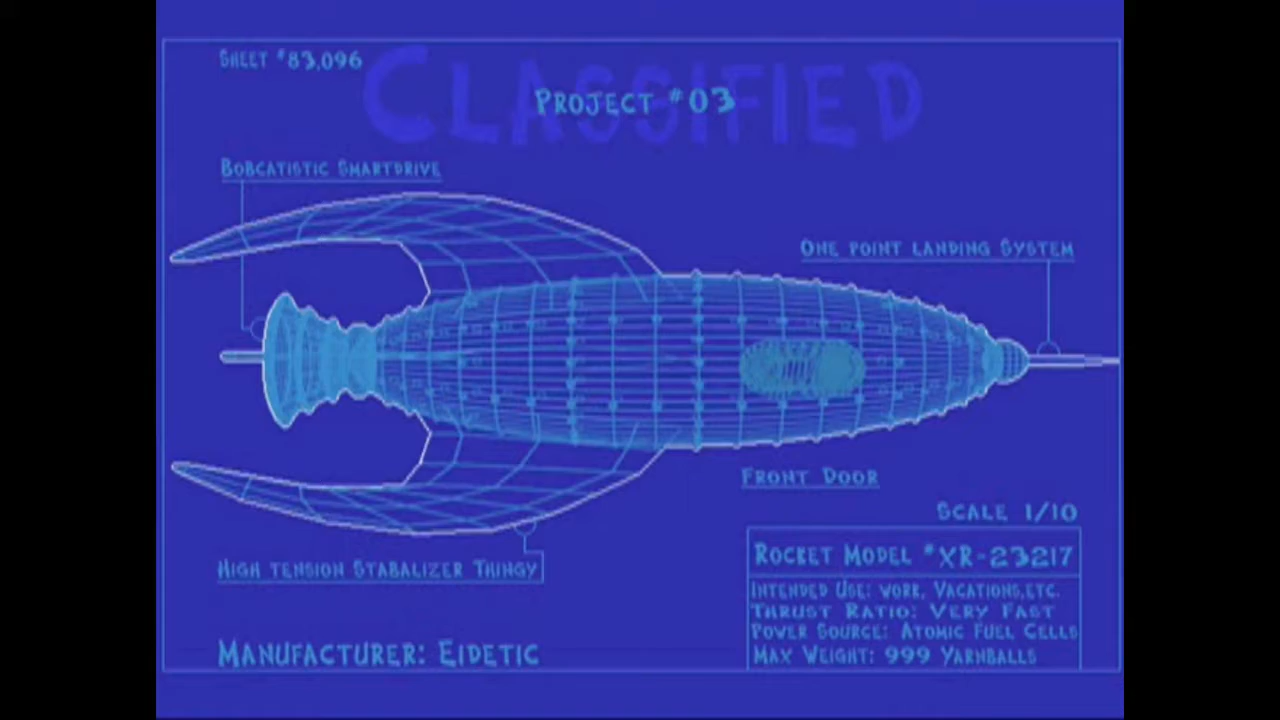 Sheet #83,096
Classified
Project #03
Bobcatistic Smartdrive
One point landing System
Front Door
Scale 1/10
High tension Stabalizer Thingy
Rocket Model #XR-23217
Intended Use: work, Vacations,etc.
Thrust Ratio: Very Fast
Power Source: Atomic Fuel Cells
Max Weight: 999 Yarnballs
Manufacturer: Eidetic